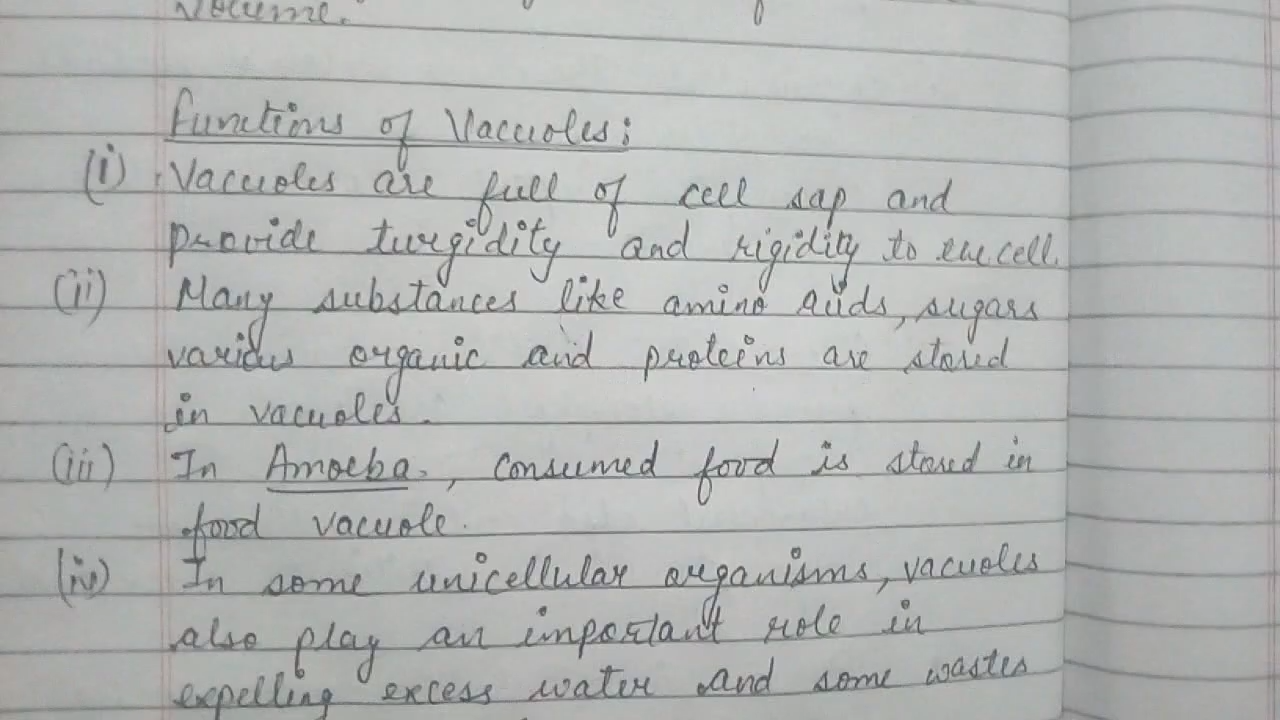 Volume.
Functions of Vacuoles:
(i) Vacuoles are full of cell sap and
provide turgidity and rigidity to the cell.
(ii) Many substances like amino acids, sugars
various organic and proteins are stored
in vacuoles.
(iii) In Amoeba, consumed food is stored in
food vacuole.
(iv) In some unicellular organisms, vacuoles
also play an important role in
expelling excess water and some wastes